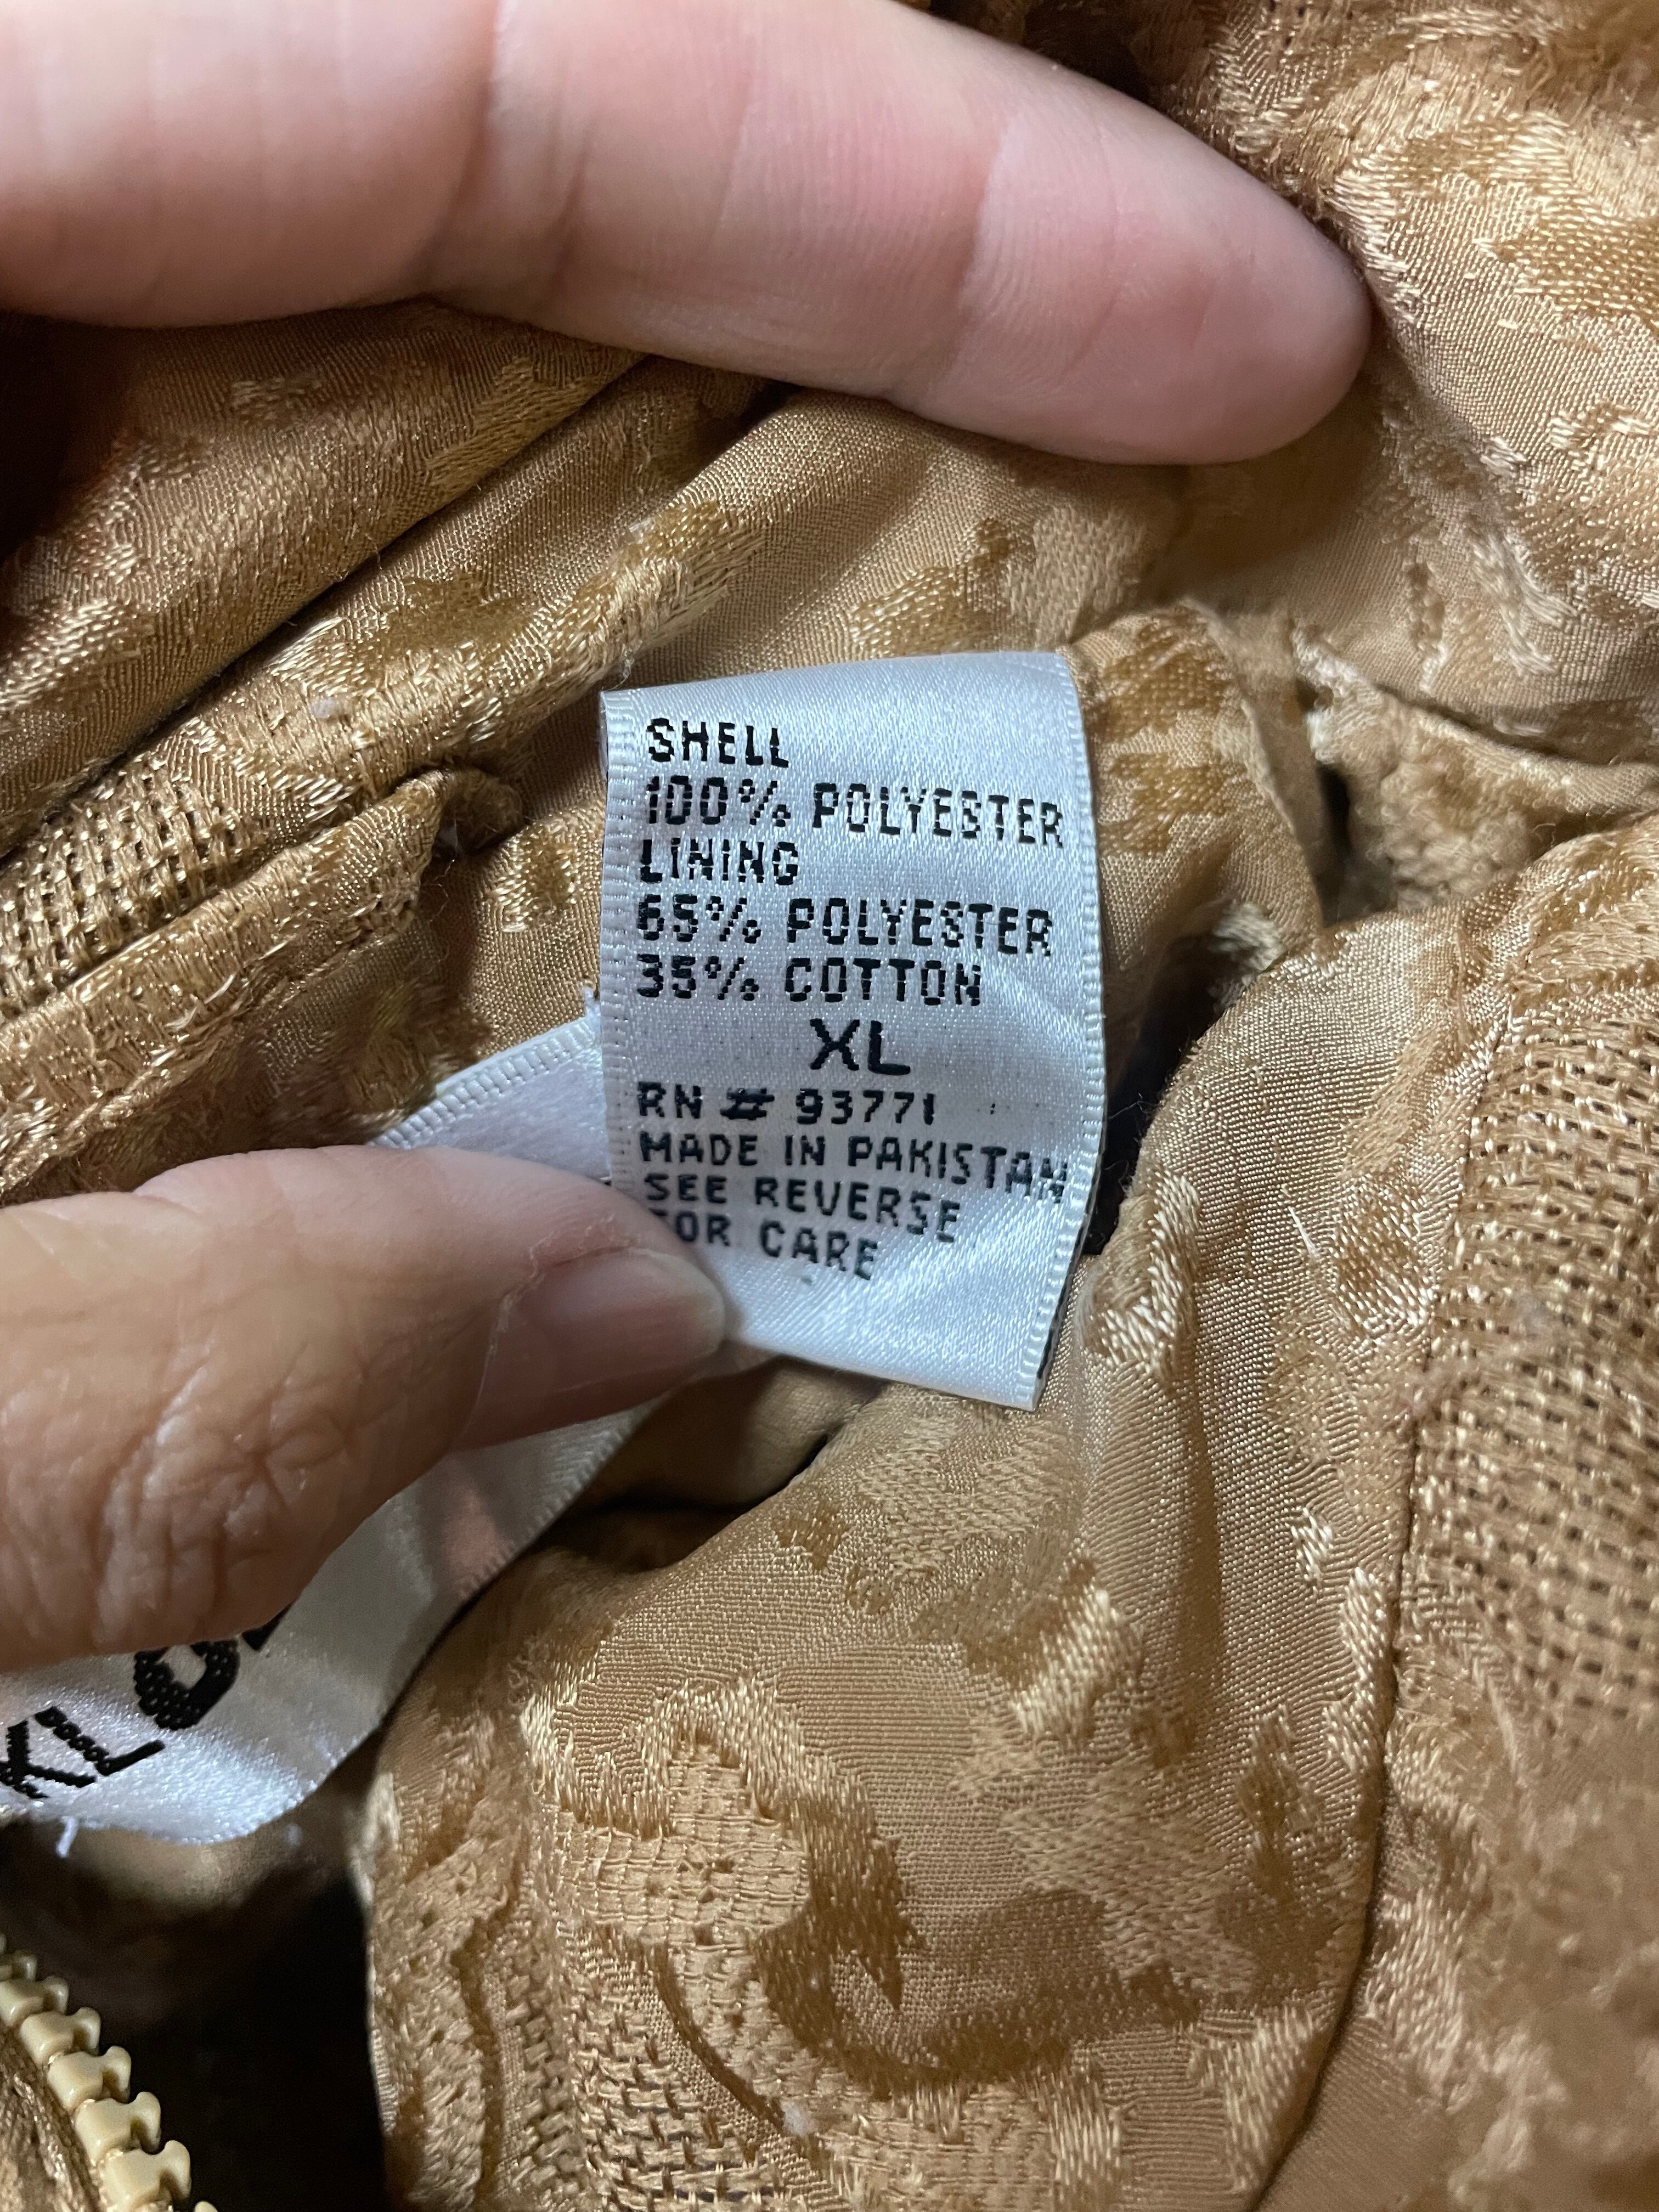 SHELL
100% POLYESTER
LINING
65% POLYESTER
35% COTTON
XL
RN # 93771
MADE IN PAKISTAN
SEE REVERSE
FOR CARE